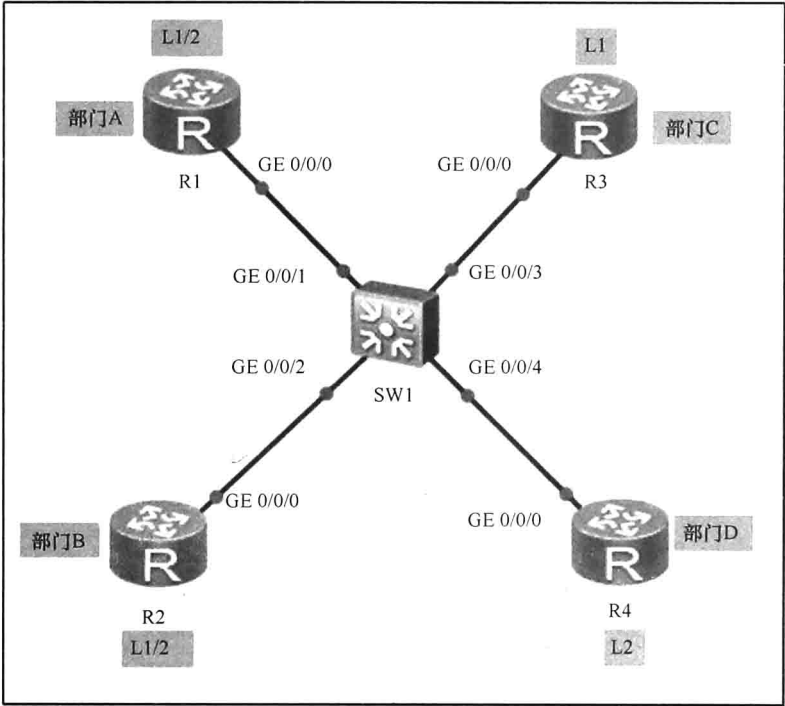 L1/2
L1
部门A
R
R
部门C
GE 0/0/0
GE 0/0/0
R1
R3
GE 0/0/1
GE 0/0/3
GE 0/0/2
GE 0/0/4
SW1
GE 0/0/0
GE 0/0/0
部门B
R
R
部门D
R2
R4
L1/2
L2